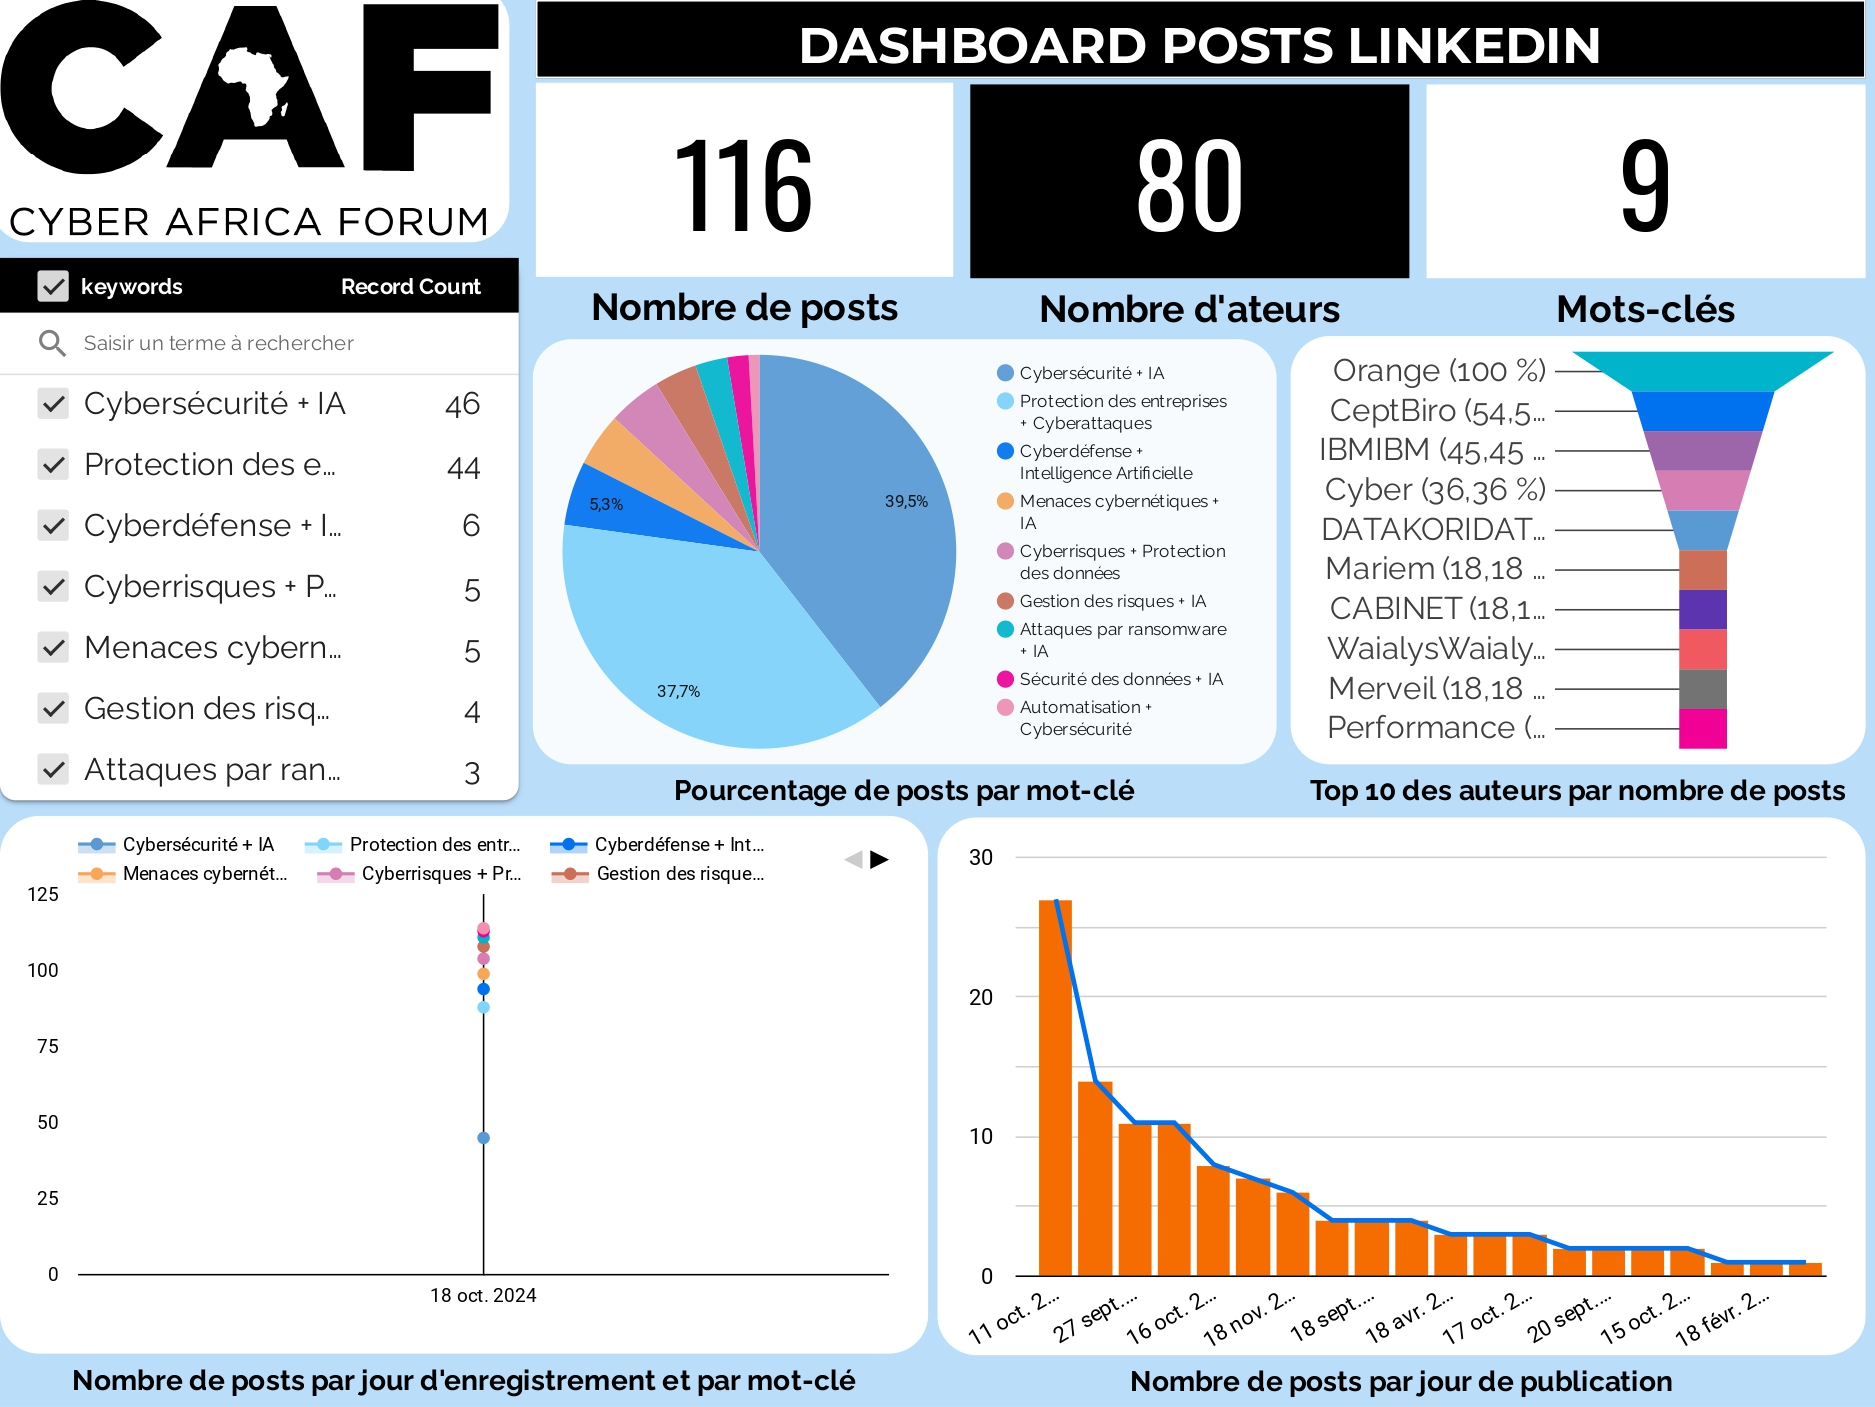 CAF
CYBER AFRICA FORUM
DASHBOARD POSTS LINKEDIN
116
80
9
Nombre de posts
Nombre d'ateurs
Mots-clés
keywords Record Count
Saisir un terme à rechercher
Cybersécurité + IA 46
Protection des e... 44
Cyberdéfense + I... 6
Cyberrisques + P... 5
Menaces cybern... 5
Gestion des risq... 4
Attaques par ran... 3
39,5%
5,3%
37,7%
Cybersécurité + IA
Protection des entreprises
+ Cyberattaques
Cyberdéfense +
Intelligence Artificielle
Menaces cybernétiques +
IA
Cyberrisques + Protection
des données
Gestion des risques + IA
Attaques par ransomware
+ IA
Sécurité des données + IA
Automatisation +
Cybersécurité
Pourcentage de posts par mot-clé
Orange (100 %)
CeptBiro (54,5...
IBMIBM (45,45 ...
Cyber (36,36 %)
DATAKORIDAT...
Mariem (18,18 ...
CABINET (18,1...
WaialysWaialy...
Merveil (18,18 ...
Performance (...
Top 10 des auteurs par nombre de posts
Cybersécurité + IA
Protection des entr...
Cyberdéfense + Int...
Menaces cybernét...
Cyberrisques + Pr...
Gestion des risque...
125
100
75
50
25
0
18 oct. 2024
Nombre de posts par jour d'enregistrement et par mot-clé
30
20
10
0
11 oct. 2...
27 sept....
16 oct. 2...
18 nov. 2...
18 sept....
18 avr. 2...
17 oct. 2...
20 sept....
15 oct. 2...
18 févr. 2...
Nombre de posts par jour de publication